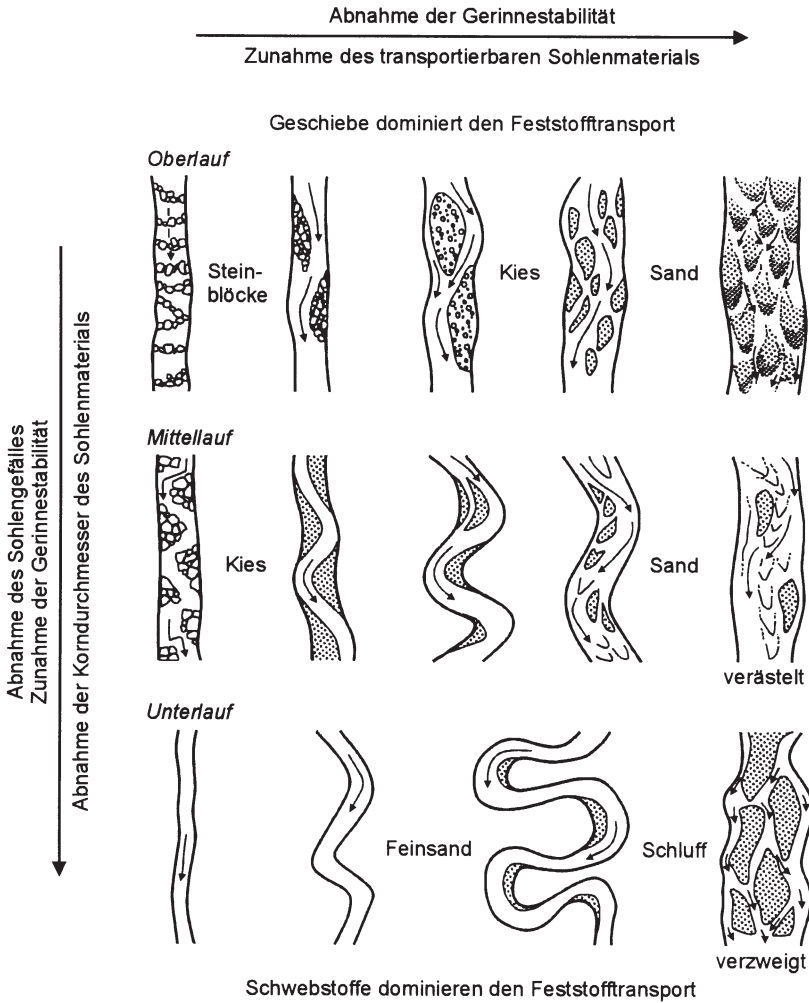 Abnahme der Gerinnestabilität
Zunahme des transportierbaren Sohlenmaterials
Geschiebe dominiert den Feststofftransport
Oberlauf
Stein-
blöcke
Kies
Sand
Abnahme des Sohlengefälles
Zunahme der Gerinnestabilität
Abnahme der Korndurchmesser des Sohlenmaterials
Mittellauf
Kies
Sand
verästelt
Unterlauf
Feinsand
Schluff
verzweigt
Schwebstoffe dominieren den Feststofftransport